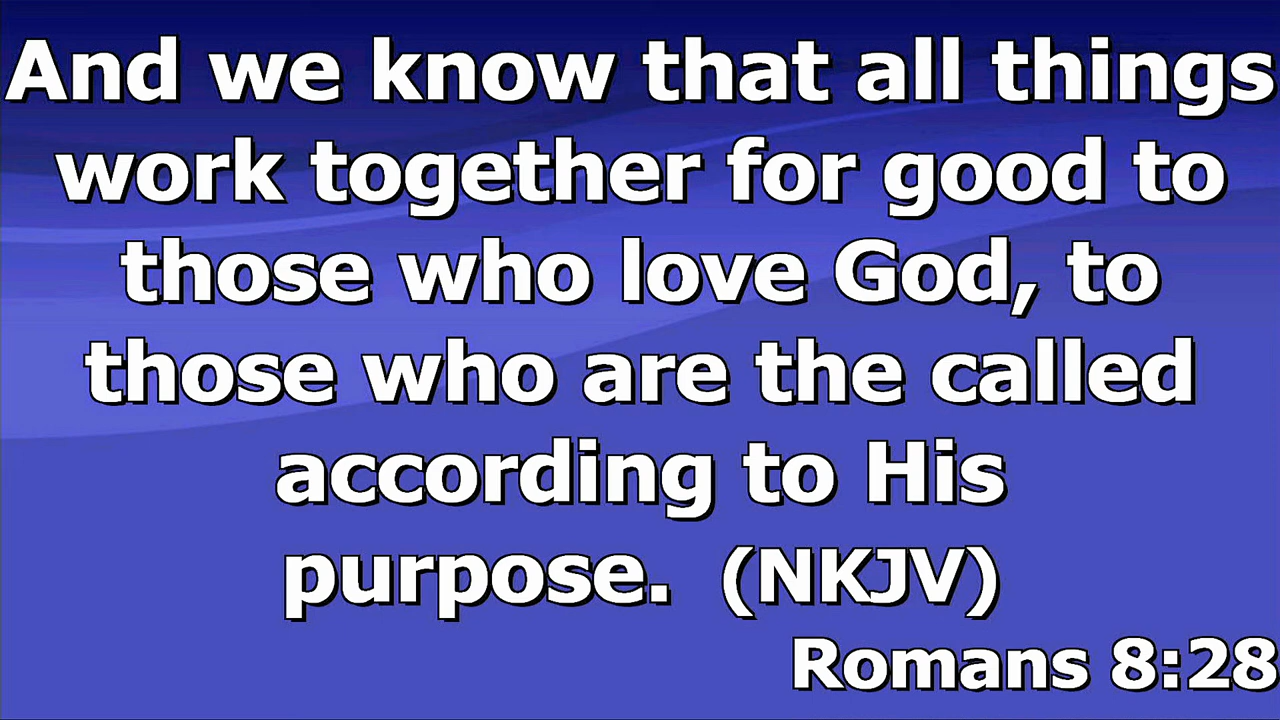 And we know that all things
work together for good to
those who love God, to
those who are the called
according to His
purpose.  (NKJV)
Romans 8:28